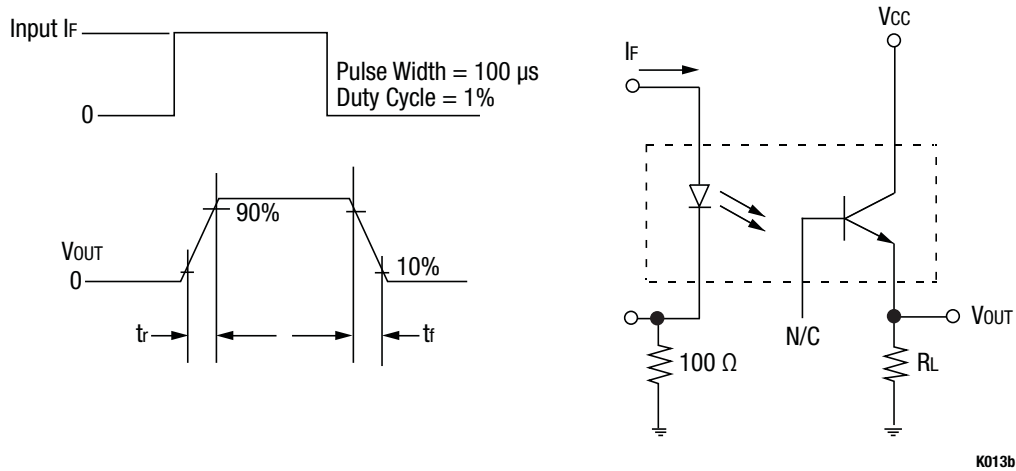 Input IF
0
Pulse Width = 100 µs
Duty Cycle = 1%
90%
VOUT
0
10%
tr
tf
VCC
IF
N/C
VOUT
100 Ω
RL
K013b